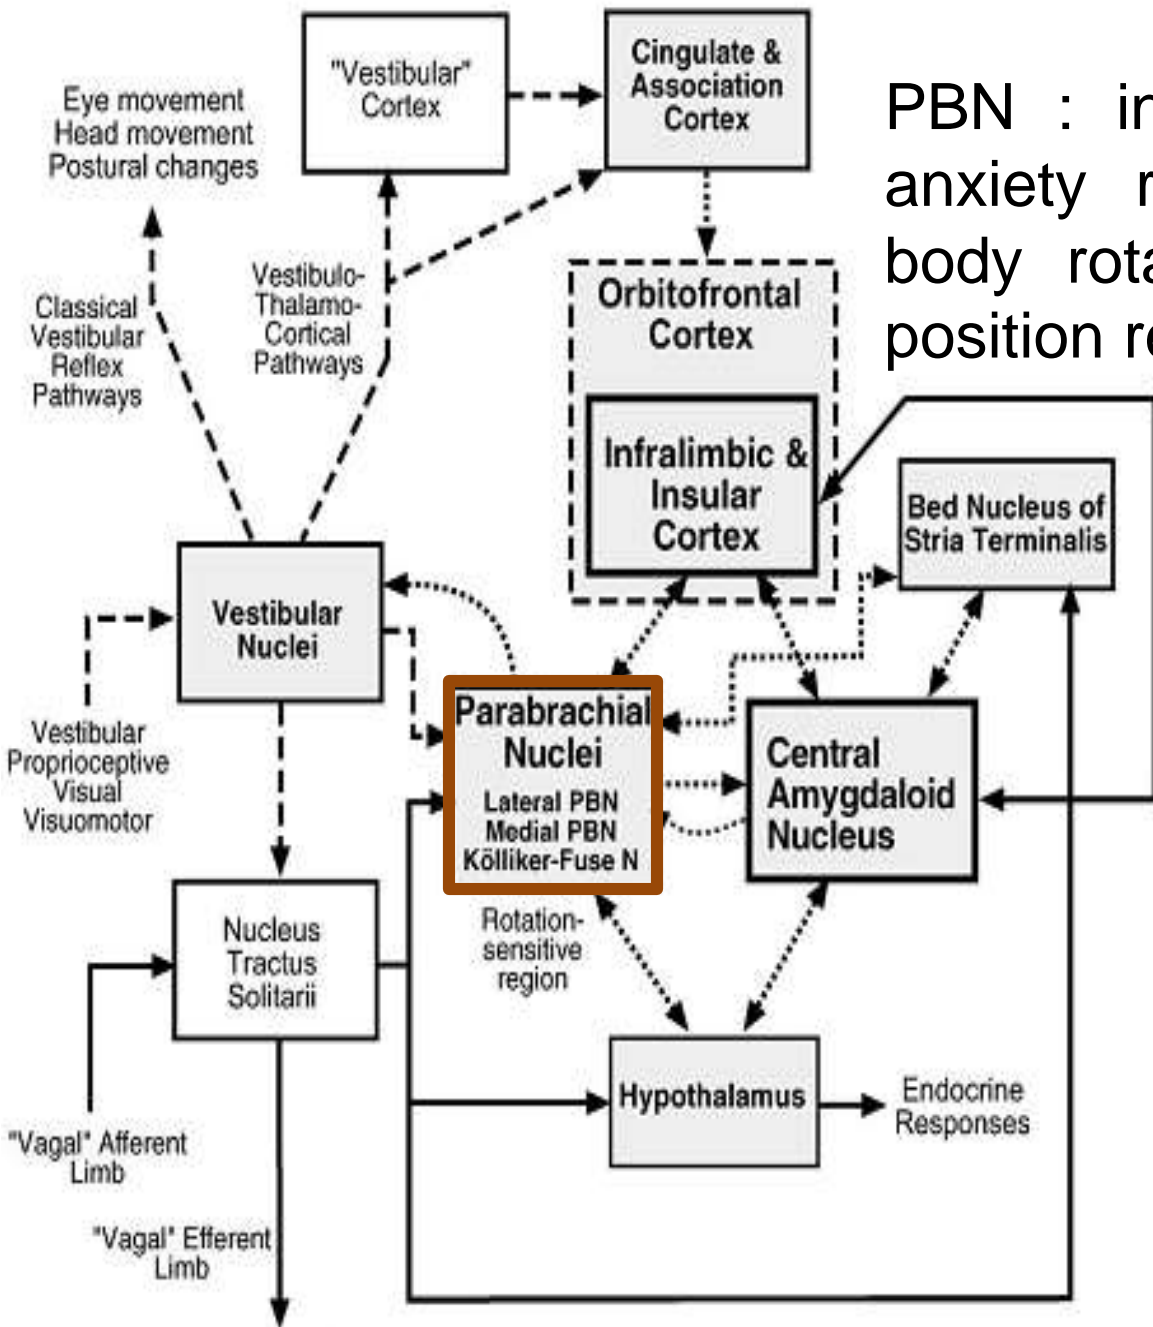 "Vestibular"
Cortex
Cingulate &
Association
Cortex
Eye movement
Head movement
Postural changes
PBN : in
anxiety r
body rota
position re
Classical
Vestibular
Reflex
Pathways
Vestibulo-
Thalamo-
Cortical
Pathways
Orbitofrontal
Cortex
Infralimbic &
Insular
Cortex
Bed Nucleus of
Stria Terminalis
Vestibular
Nuclei
Vestibular
Proprioceptive
Visual
Visuomotor
Parabrachial
Nuclei
Lateral PBN
Medial PBN
Kölliker-Fuse N
Central
Amygdaloid
Nucleus
Rotation-
sensitive
region
Nucleus
Tractus
Solitarii
Hypothalamus
Endocrine
Responses
"Vagal" Afferent
Limb
"Vagal" Efferent
Limb